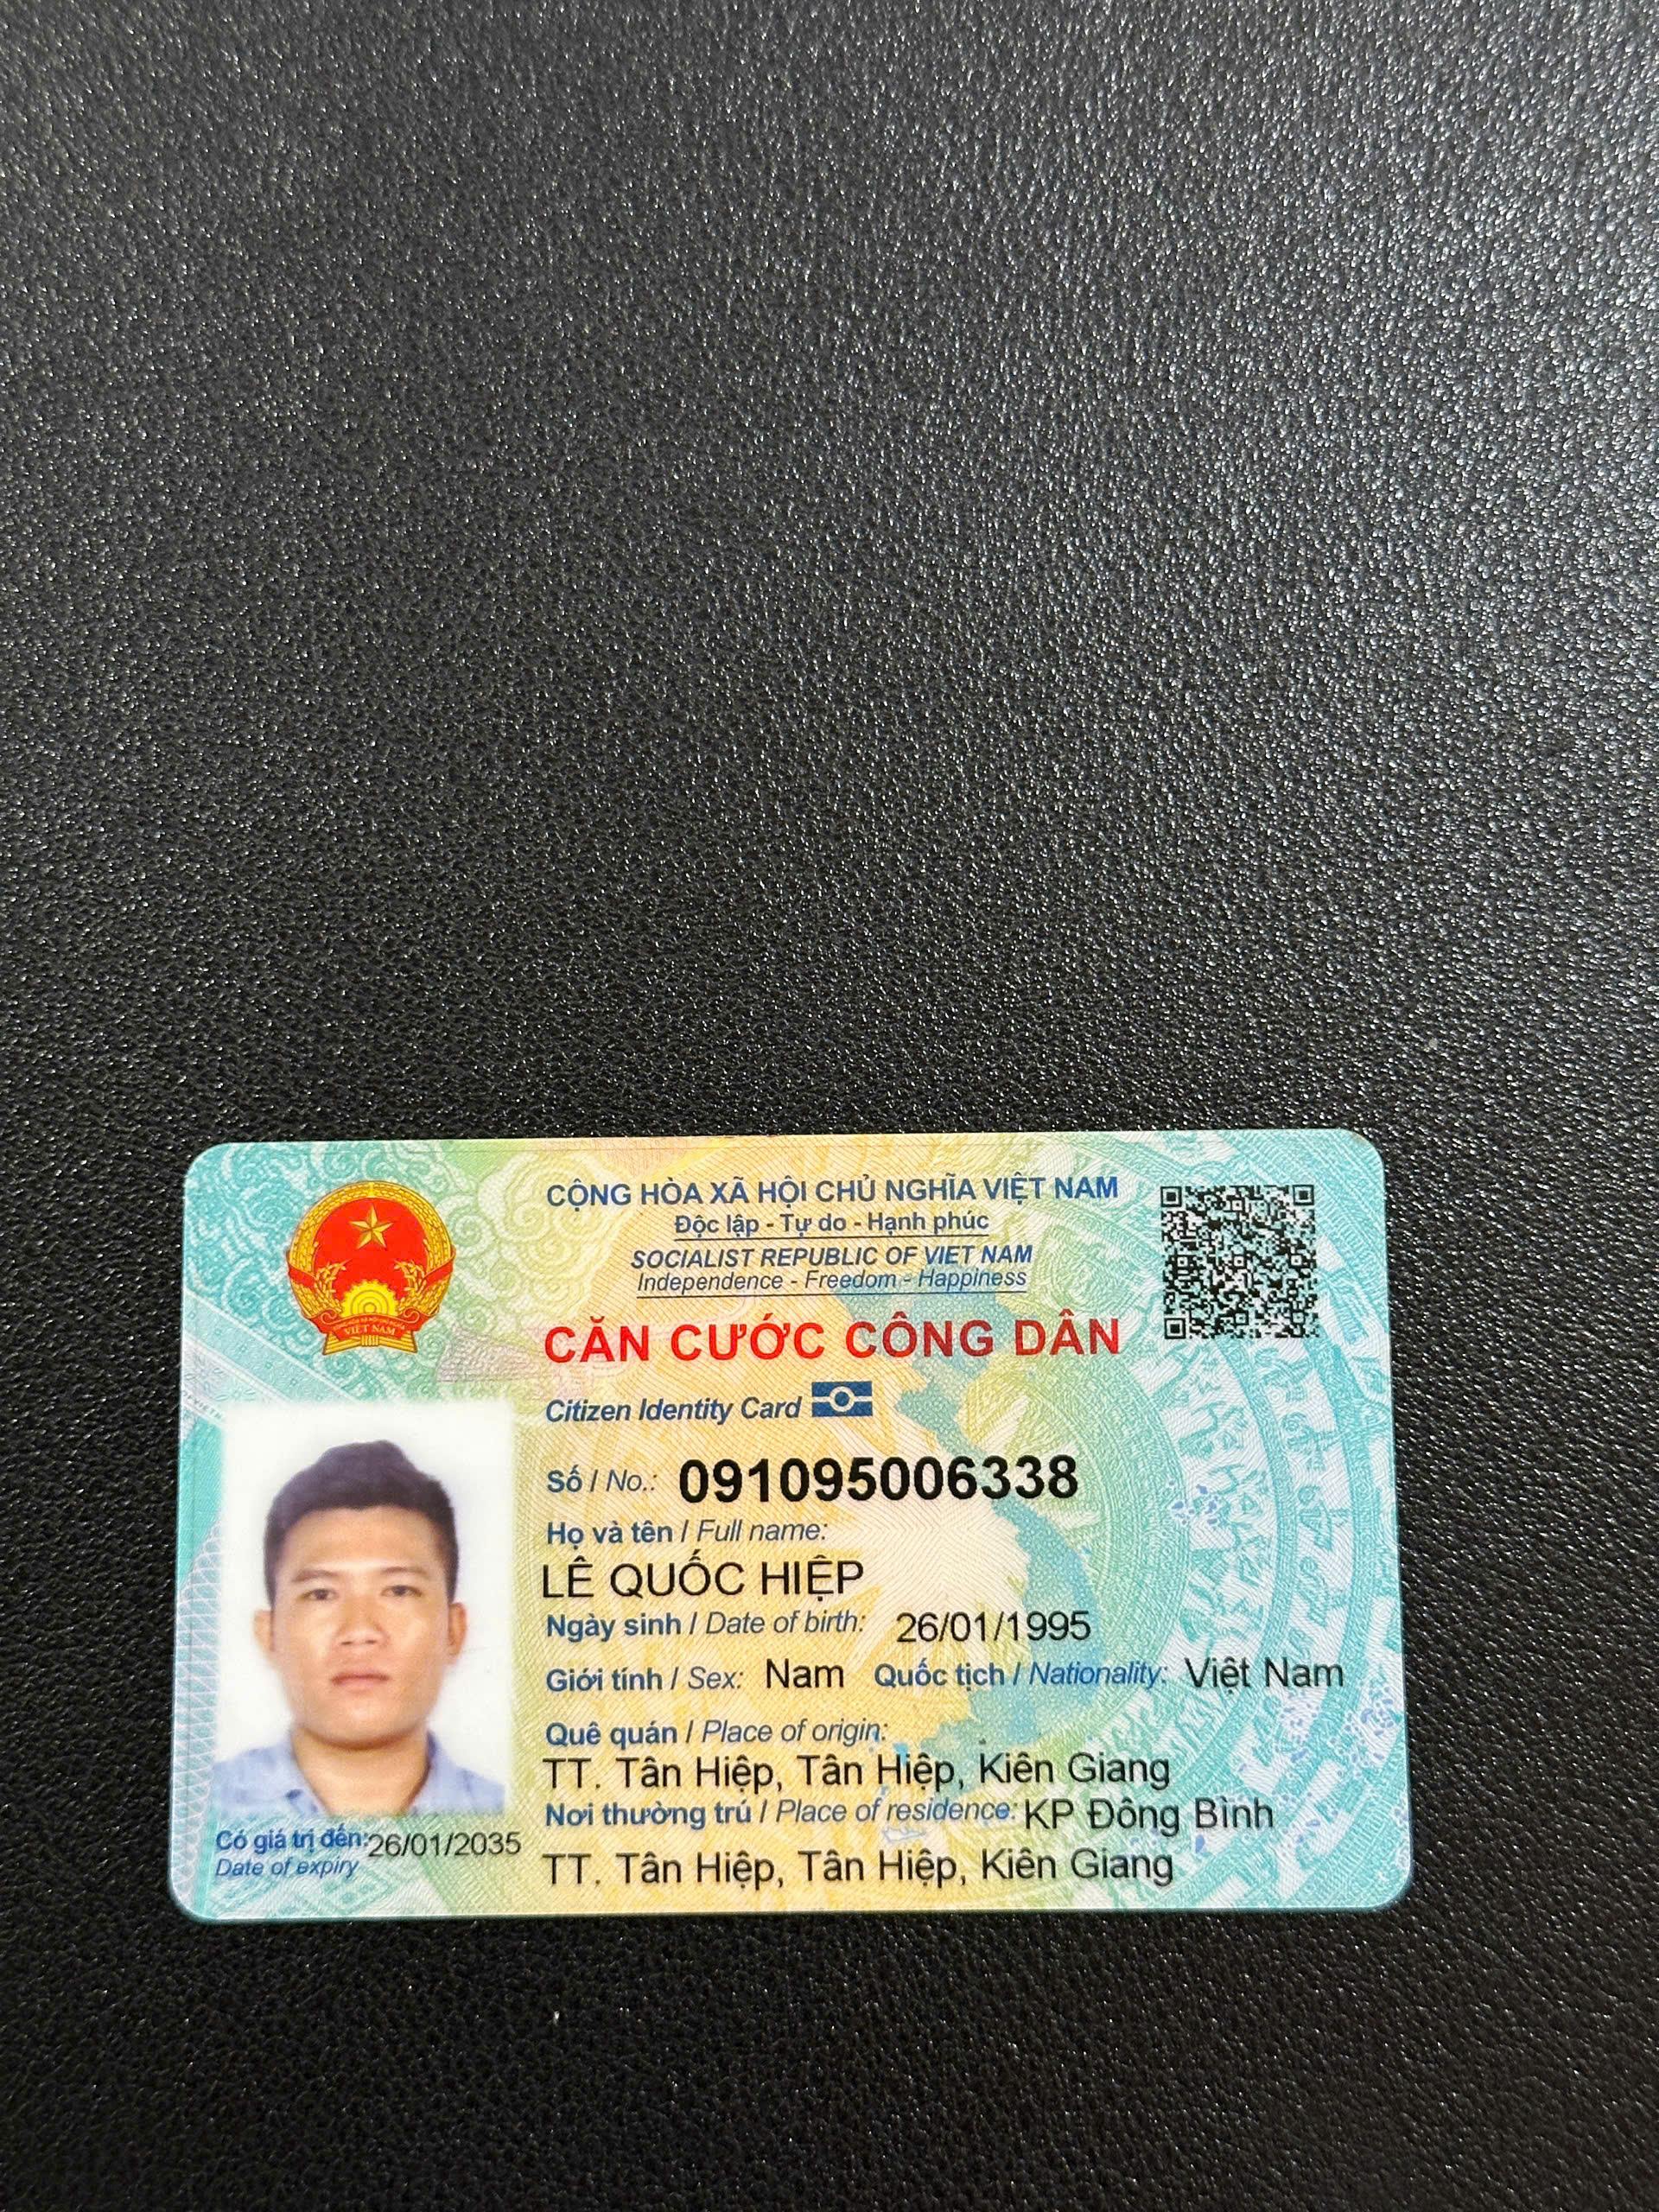 CỘNG HÒA XÃ HỘI CHỦ NGHĨA VIỆT NAM
Độc lập - Tự do - Hạnh phúc
SOCIALIST REPUBLIC OF VIET NAM
Independence - Freedom - Happiness
CĂN CƯỚC CÔNG DÂN
Citizen Identity Card
Số / No.: 091095006338
Họ và tên / Full name:
LÊ QUỐC HIỆP
Ngày sinh / Date of birth: 26/01/1995
Giới tính / Sex: Nam Quốc tịch / Nationality: Việt Nam
Quê quán / Place of origin:
TT. Tân Hiệp, Tân Hiệp, Kiên Giang
Nơi thường trú / Place of residence: KP Đông Bình
TT. Tân Hiệp, Tân Hiệp, Kiên Giang
Có giá trị đến: 26/01/2035
Date of expiry
VIỆT NAM